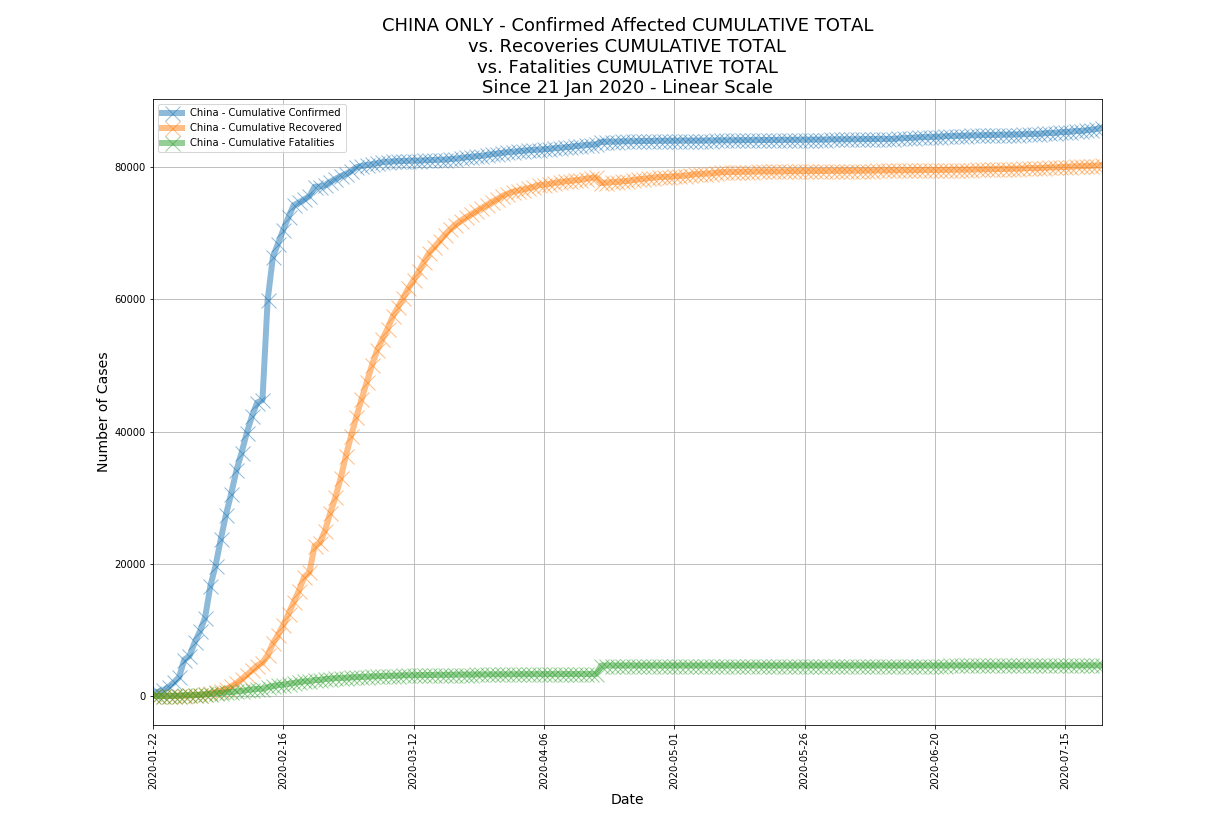 CHINA ONLY - Confirmed Affected CUMULATIVE TOTAL
vs. Recoveries CUMULATIVE TOTAL
vs. Fatalities CUMULATIVE TOTAL
Since 21 Jan 2020 - Linear Scale
China - Cumulative Confirmed
China - Cumulative Recovered
China - Cumulative Fatalities
Number of Cases
80000
60000
40000
20000
0
2020-01-22
2020-02-16
2020-03-12
2020-04-06
2020-05-01
2020-05-26
2020-06-20
2020-07-15
Date